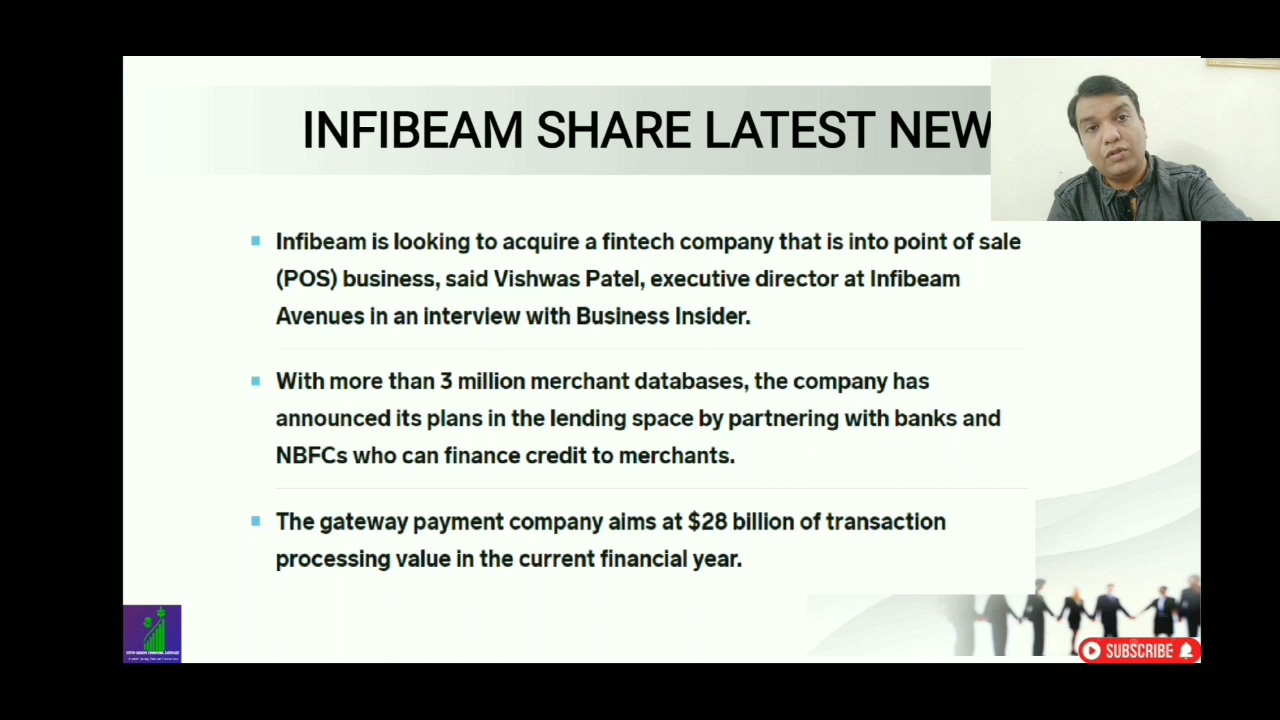 INFIBEAM SHARE LATEST NEW
Infibeam is looking to acquire a fintech company that is into point of sale
(POS) business, said Vishwas Patel, executive director at Infibeam
Avenues in an interview with Business Insider.
With more than 3 million merchant databases, the company has
announced its plans in the lending space by partnering with banks and
NBFCs who can finance credit to merchants.
The gateway payment company aims at $28 billion of transaction
processing value in the current financial year.
SUBSCRIBE